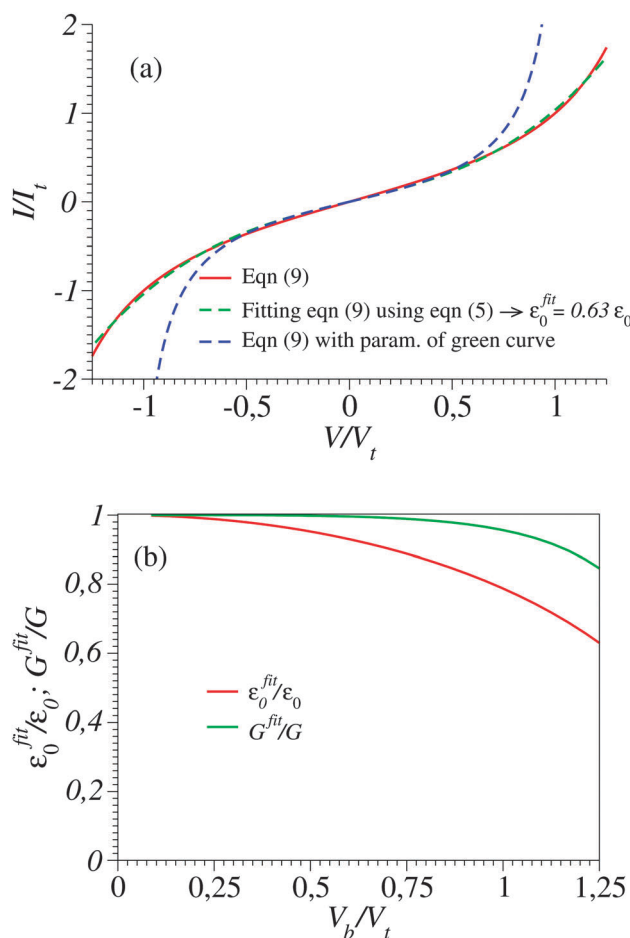 2
(a)
1
I/I_t
0
Eqn (9)
-1
Fitting eqn (9) using eqn (5) → ε_0^fit = 0.63 ε_0
Eqn (9) with param. of green curve
-2
-1 -0,5 0 0,5 1
V/V_t
1
(b)
0,8
ε_0^fit/ε_0; G^fit/G
0,6
ε_0^fit/ε_0
G^fit/G
0,4
0,2
0
0 0,25 0,5 0,75 1 1,25
V_b/V_t